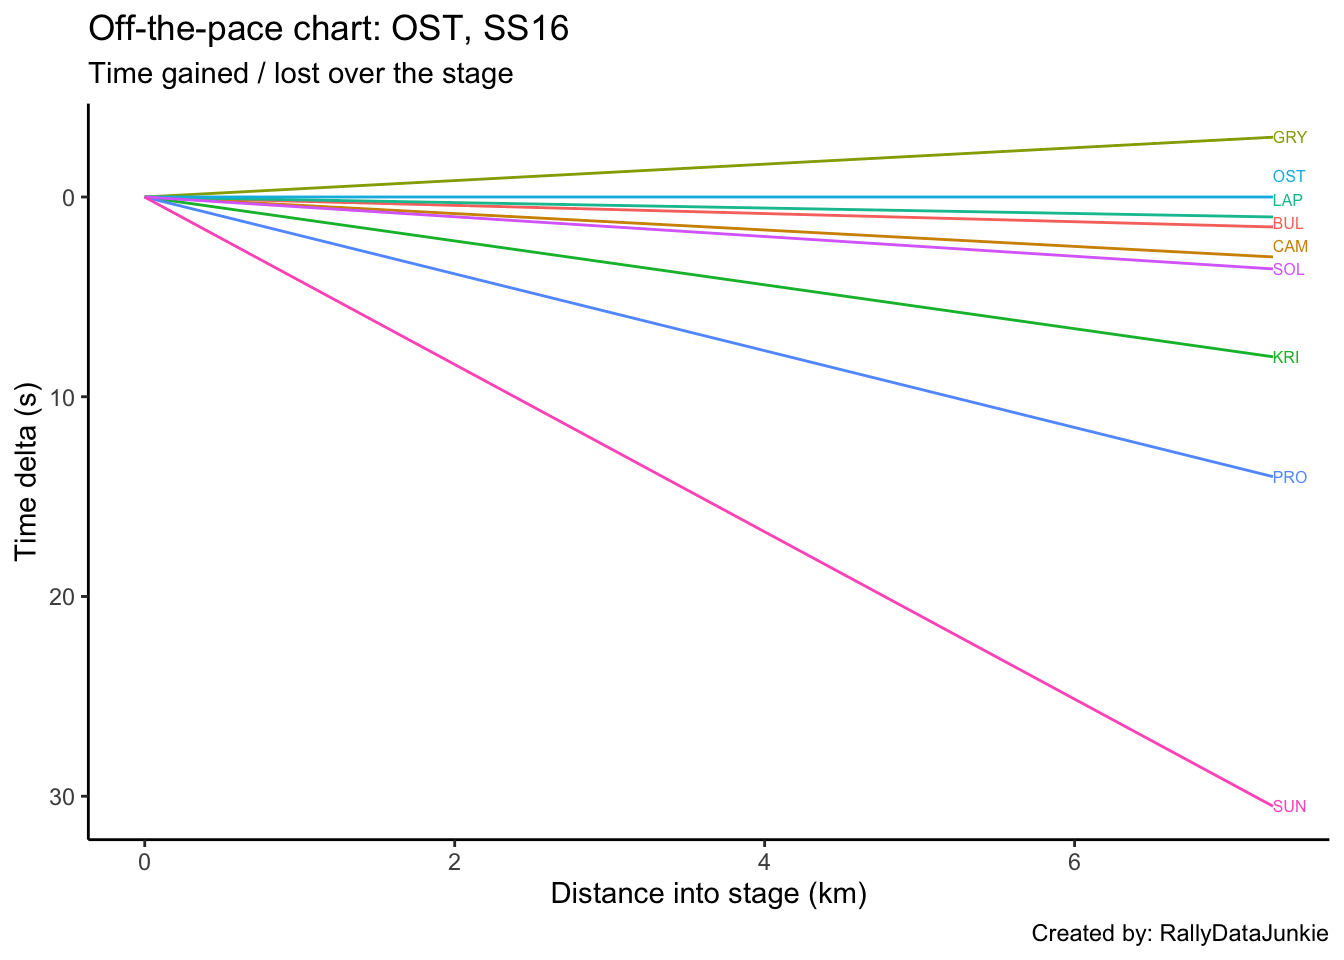 Off-the-pace chart: OST, SS16
Time gained / lost over the stage
GRY
OST
LAP
BUL
CAM
SOL
KRI
PRO
SUN
0
10
20
30
Time delta (s)
0
2
4
6
Distance into stage (km)
Created by: RallyDataJunkie